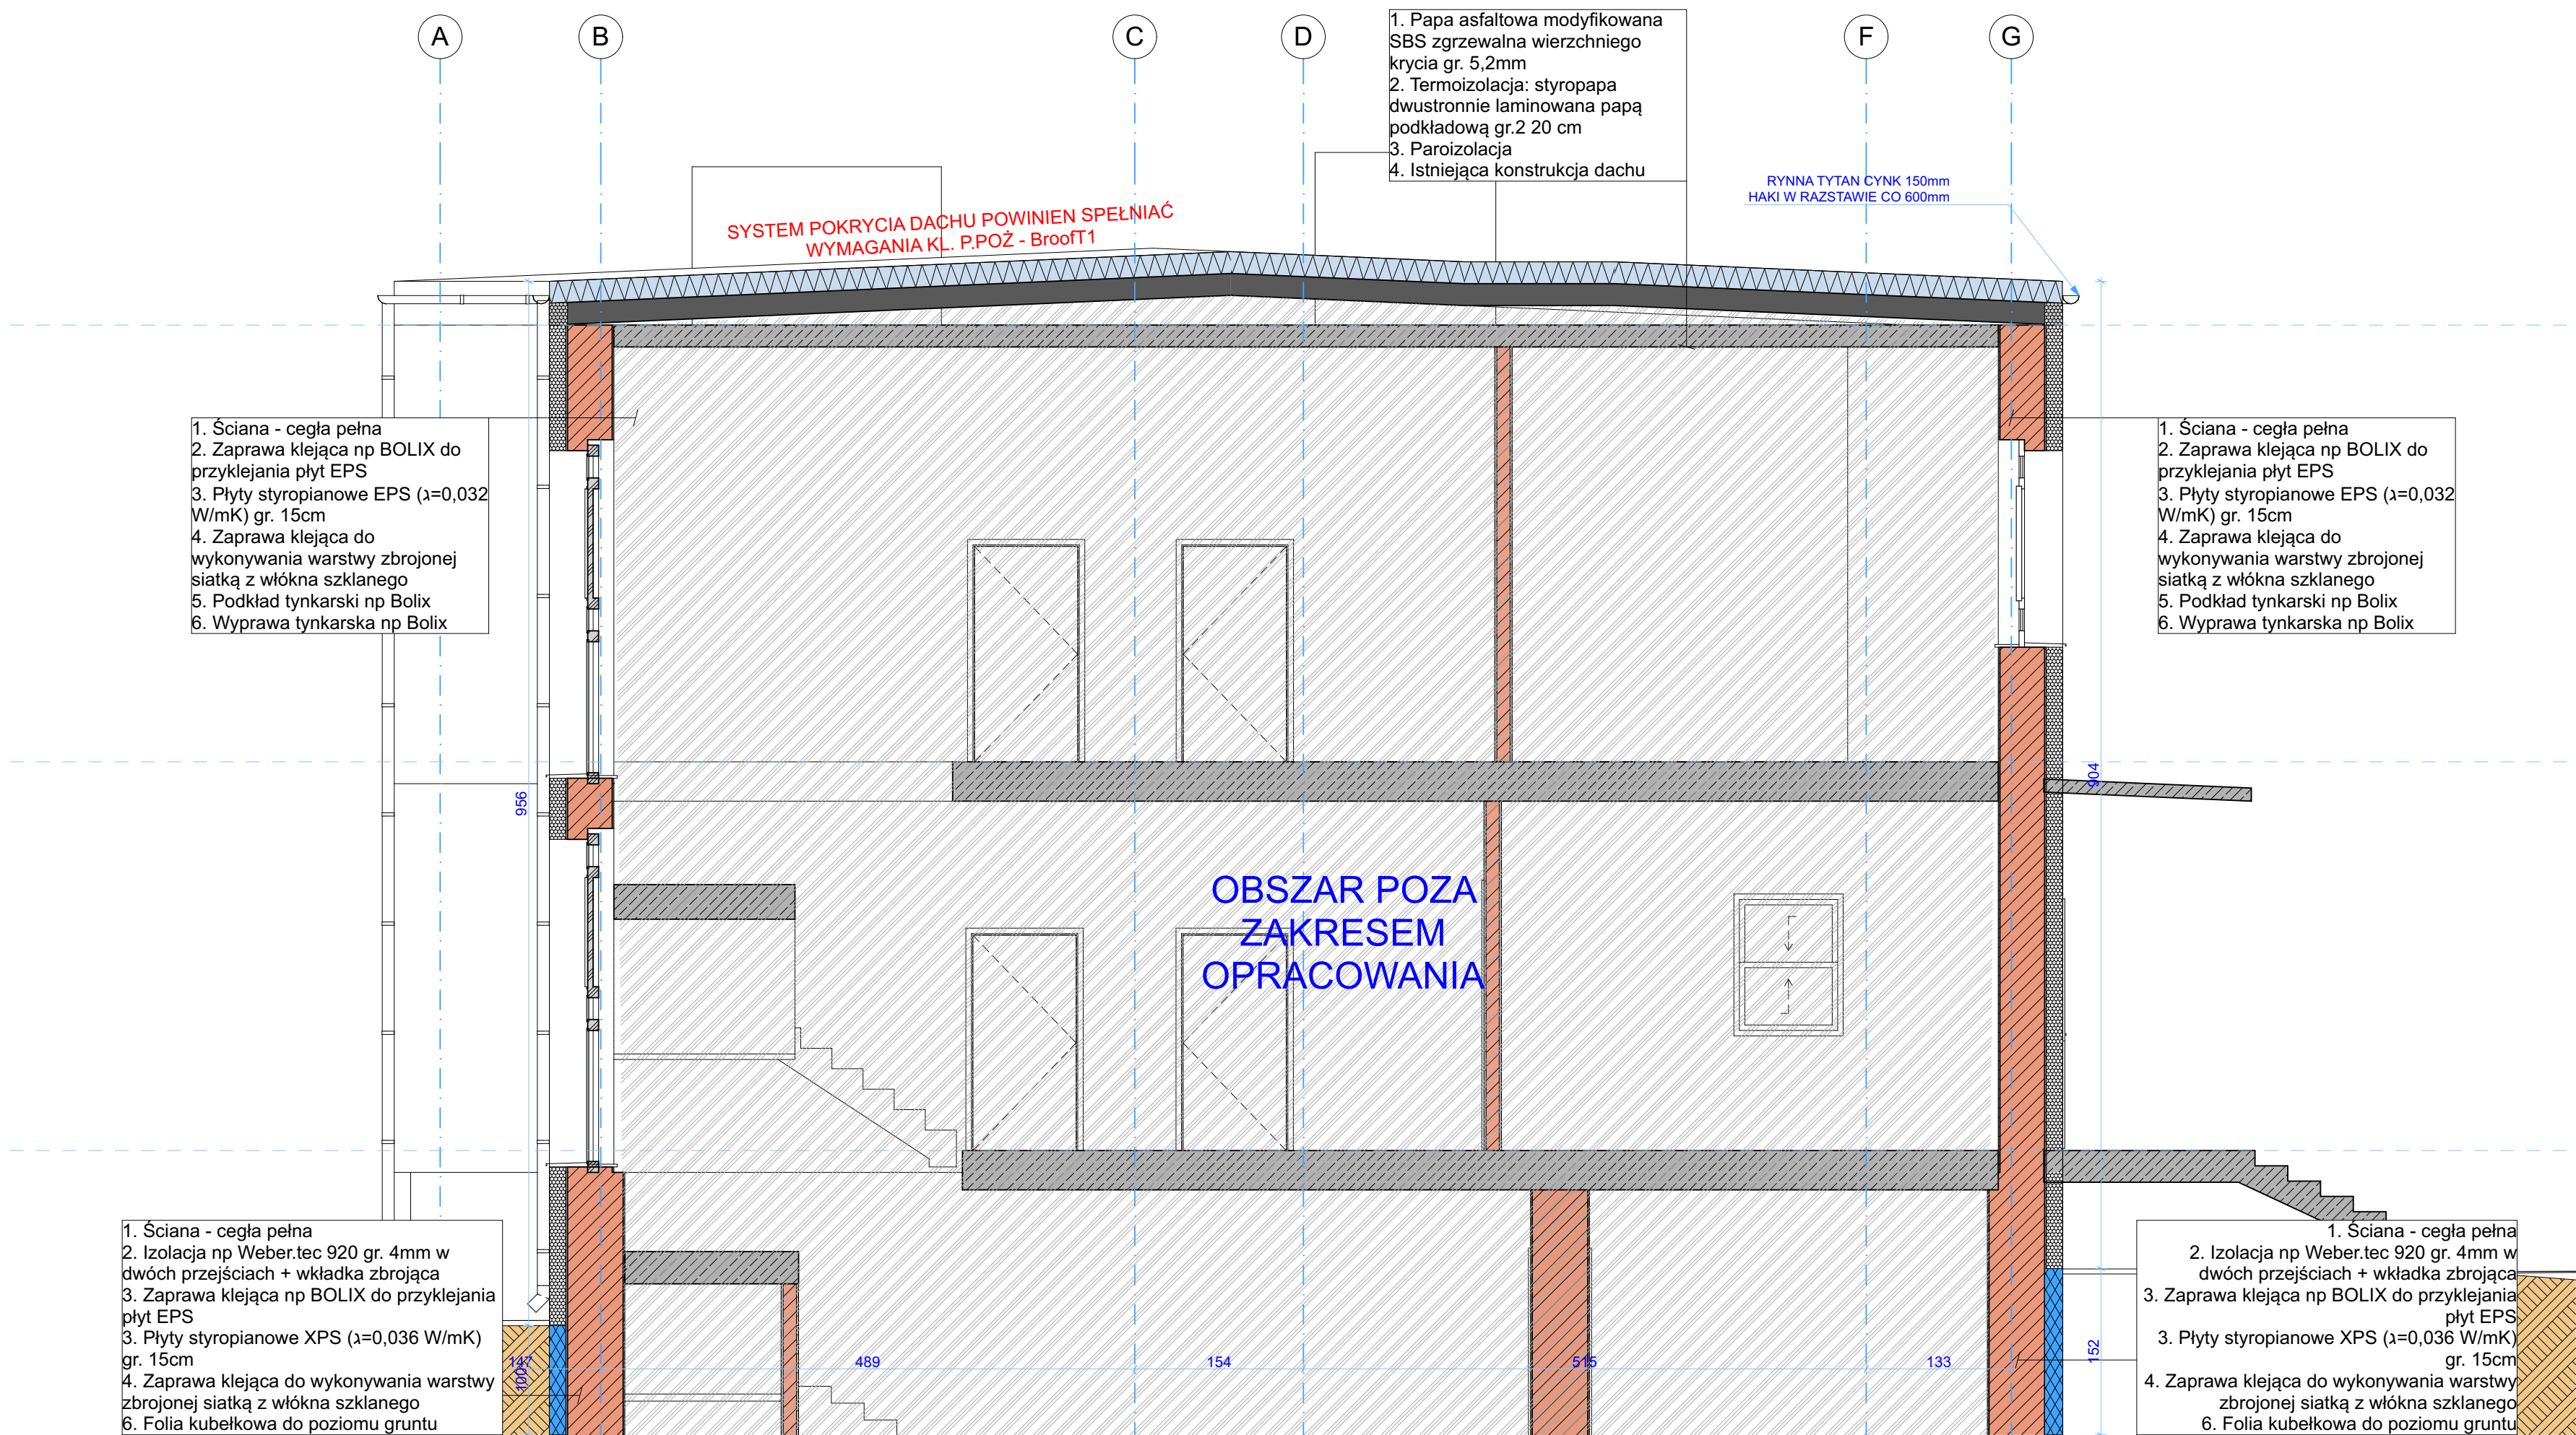 A
B
C
D
F
G
1. Papa asfaltowa modyfikowana
SBS zgrzewalna wierzchniego
krycia gr. 5,2mm
2. Termoizolacja: styropapa
dwustronnie laminowana papą
podkładową gr.2 20 cm
3. Paroizolacja
4. Istniejąca konstrukcja dachu
RYNNA TYTAN CYNK 150mm
HAKI W RAZSTAWIE CO 600mm
SYSTEM POKRYCIA DACHU POWINIEN SPEŁNIAĆ
WYMAGANIA KL. P.POŻ - BroofT1
1. Ściana - cegła pełna
2. Zaprawa klejąca np BOLIX do
przyklejania płyt EPS
3. Płyty styropianowe EPS (λ=0,032
W/mK) gr. 15cm
4. Zaprawa klejąca do
wykonywania warstwy zbrojonej
siatką z włókna szklanego
5. Podkład tynkarski np Bolix
6. Wyprawa tynkarska np Bolix
1. Ściana - cegła pełna
2. Zaprawa klejąca np BOLIX do
przyklejania płyt EPS
3. Płyty styropianowe EPS (λ=0,032
W/mK) gr. 15cm
4. Zaprawa klejąca do
wykonywania warstwy zbrojonej
siatką z włókna szklanego
5. Podkład tynkarski np Bolix
6. Wyprawa tynkarska np Bolix
956
904
OBSZAR POZA
ZAKRESEM
OPRACOWANIA
1. Ściana - cegła pełna
2. Izolacja np Weber.tec 920 gr. 4mm w
dwóch przejściach + wkładka zbrojąca
3. Zaprawa klejąca np BOLIX do przyklejania
płyt EPS
3. Płyty styropianowe XPS (λ=0,036 W/mK)
gr. 15cm
4. Zaprawa klejąca do wykonywania warstwy
zbrojonej siatką z włókna szklanego
6. Folia kubełkowa do poziomu gruntu
147
100
489
154
515
133
152
1. Ściana - cegła pełna
2. Izolacja np Weber.tec 920 gr. 4mm w
dwóch przejściach + wkładka zbrojąca
3. Zaprawa klejąca np BOLIX do przyklejania
płyt EPS
3. Płyty styropianowe XPS (λ=0,036 W/mK)
gr. 15cm
4. Zaprawa klejąca do wykonywania warstwy
zbrojonej siatką z włókna szklanego
6. Folia kubełkowa do poziomu gruntu